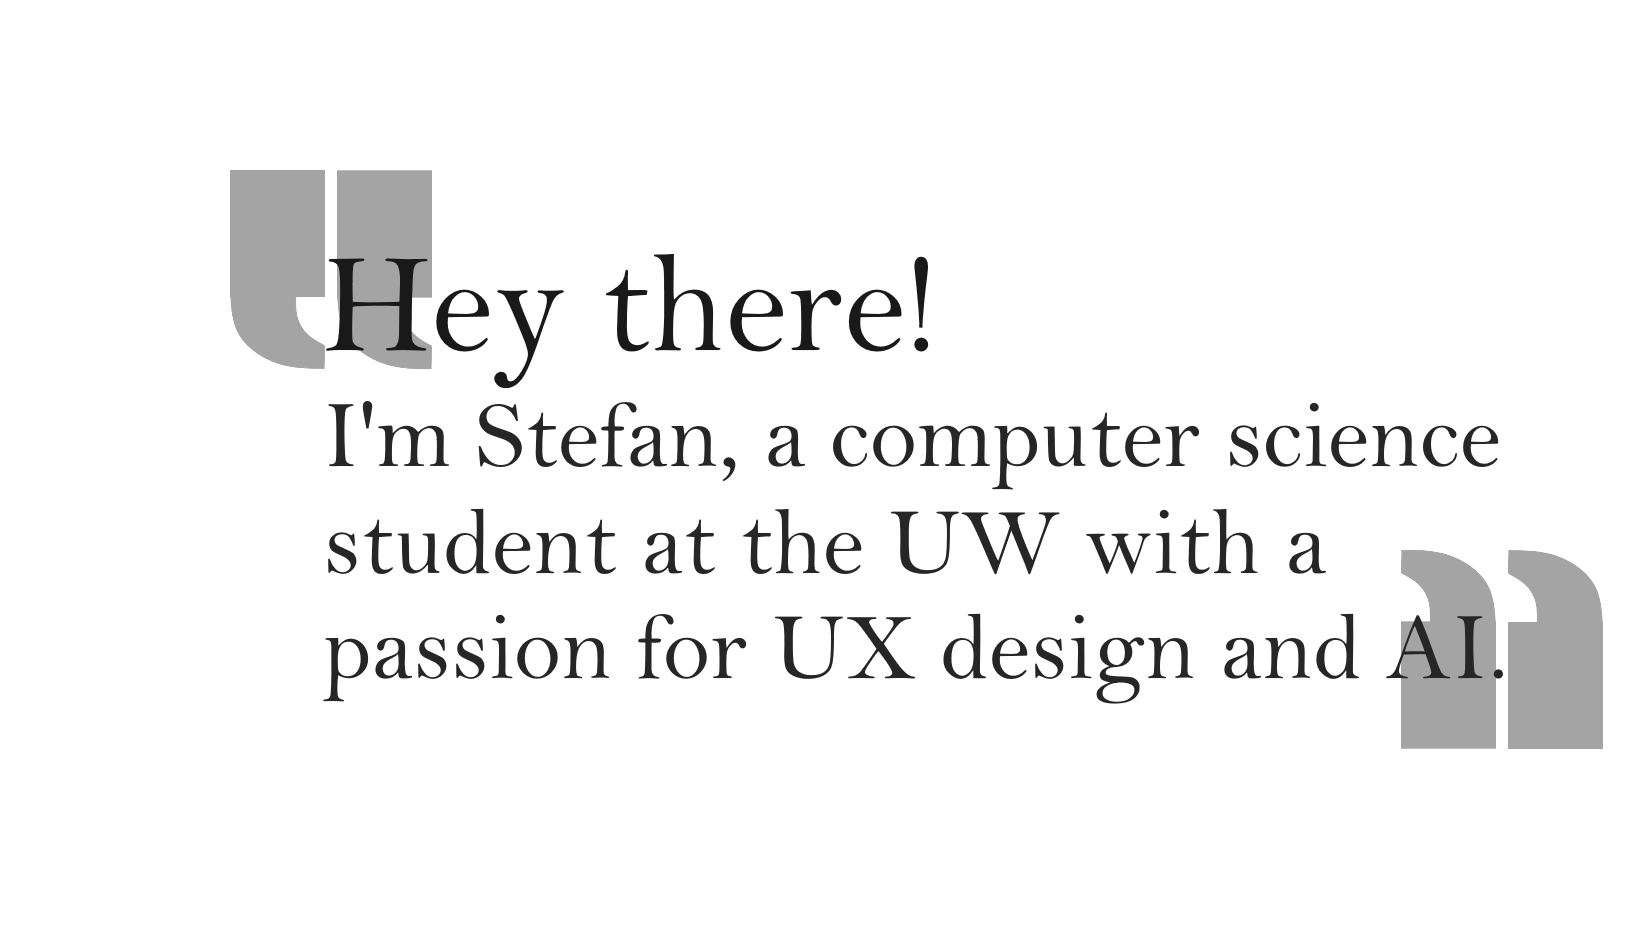 Hey there!
I'm Stefan, a computer science
student at the UW with a
passion for UX design and AI.